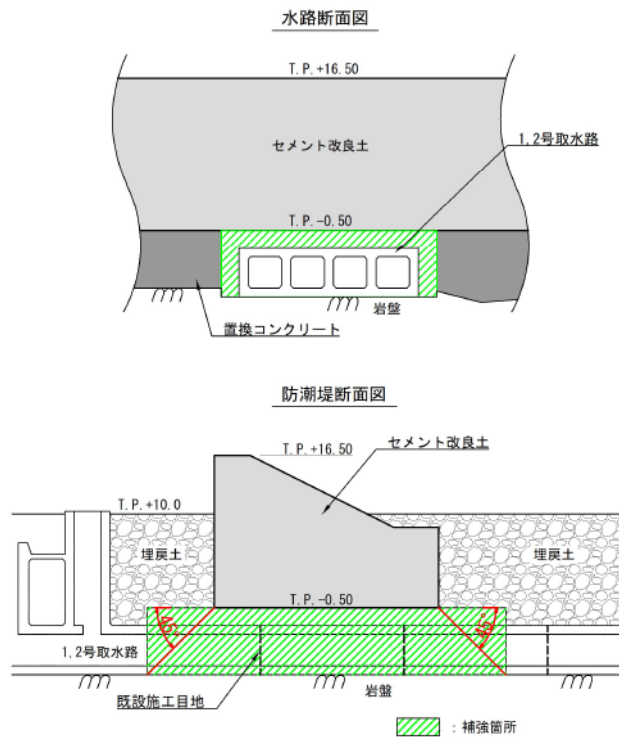 水路断面図
T.P.+16.50
セメント改良土
1,2号取水路
T.P.-0.50
岩盤
置換コンクリート
防潮堤断面図
セメント改良土
T.P.+16.50
T.P.+10.0
埋戻土
埋戻土
T.P.-0.50
45°
45°
1,2号取水路
既設施工目地
岩盤
：補強箇所